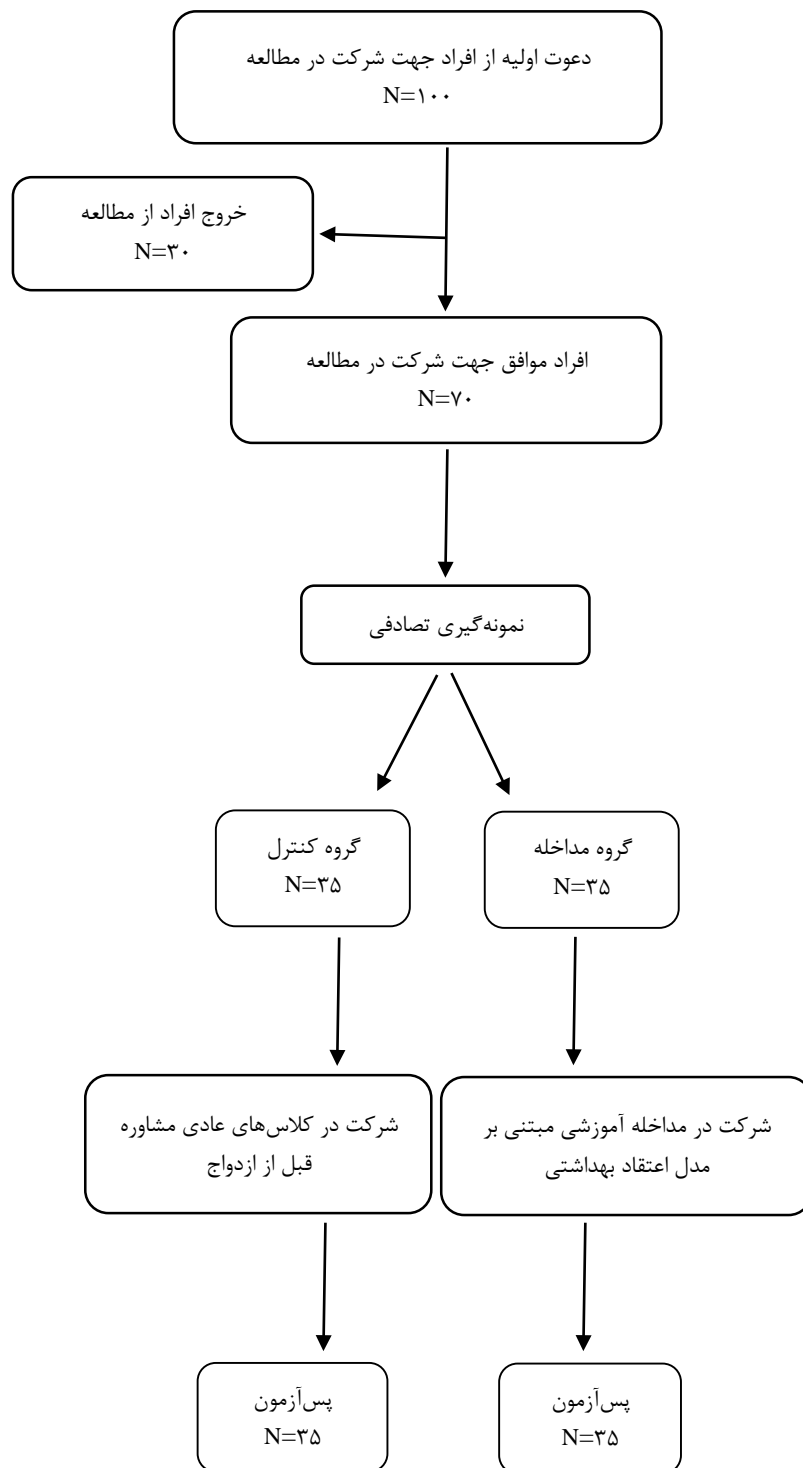 دعوت اولیه از افراد جهت شرکت در مطالعه
N=۱۰۰
خروج افراد از مطالعه
N=۳۰
افراد موافق جهت شرکت در مطالعه
N=۷۰
نمونه‌گیری تصادفی
گروه مداخله
N=۳۵
گروه کنترل
N=۳۵
شرکت در مداخله آموزشی مبتنی بر
مدل اعتقاد بهداشتی
شرکت در کلاس‌های عادی مشاوره
قبل از ازدواج
پس‌آزمون
N=۳۵
پس‌آزمون
N=۳۵